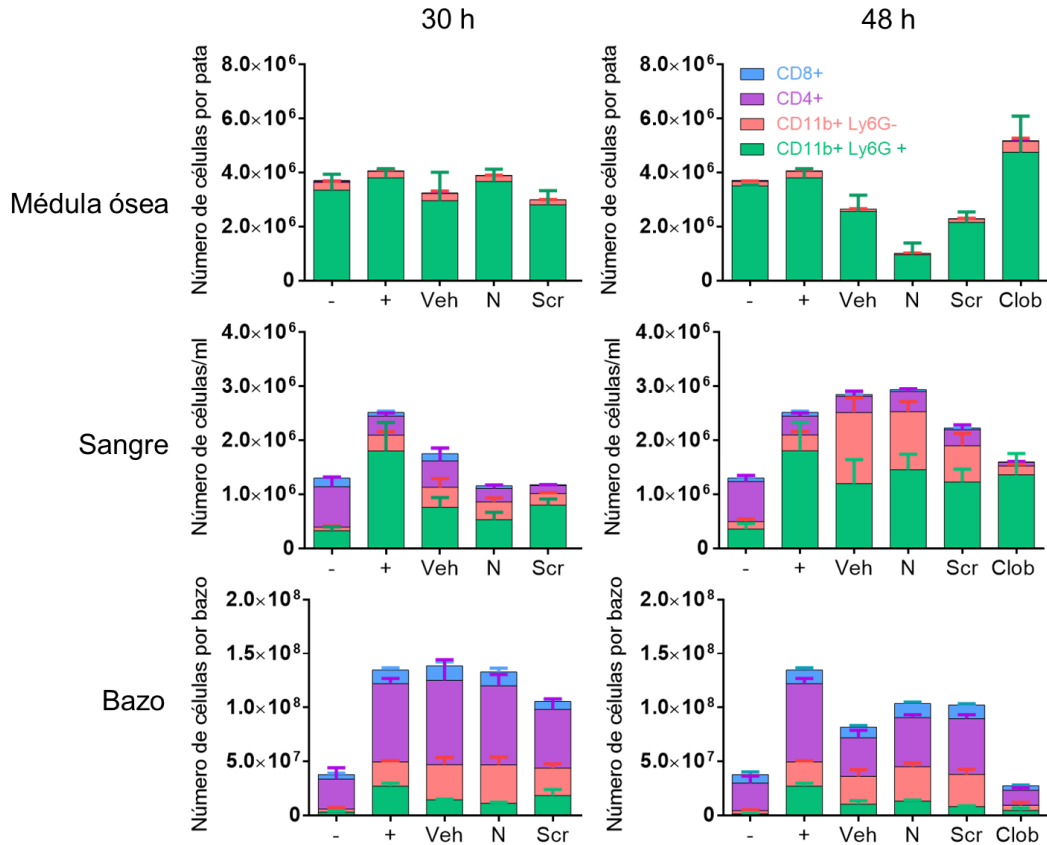 30 h
48 h
Médula ósea
Número de células por pata
8.0×10⁶
6.0×10⁶
4.0×10⁶
2.0×10⁶
0
- + Veh N Scr
Número de células por pata
8.0×10⁶
6.0×10⁶
4.0×10⁶
2.0×10⁶
0
CD8+
CD4+
CD11b+ Ly6G-
CD11b+ Ly6G +
- + Veh N Scr Clob
Sangre
Número de células/ml
4.0×10⁶
3.0×10⁶
2.0×10⁶
1.0×10⁶
0
- + Veh N Scr
Número de células/ml
4.0×10⁶
3.0×10⁶
2.0×10⁶
1.0×10⁶
0
- + Veh N Scr Clob
Bazo
Número de células por bazo
2.0×10⁸
1.5×10⁸
1.0×10⁸
5.0×10⁷
0
- + Veh N Scr
Número de células por bazo
2.0×10⁸
1.5×10⁸
1.0×10⁸
5.0×10⁷
0
- + Veh N Scr Clob